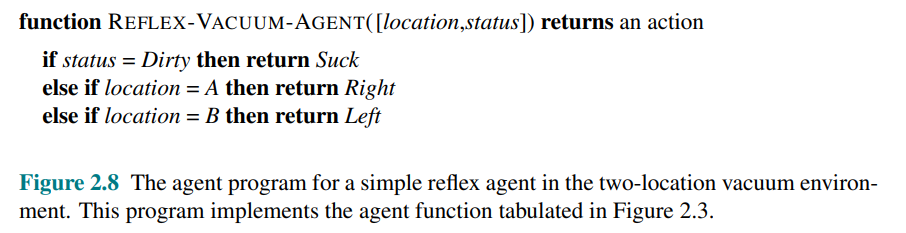 function REFLEX-VACUUM-AGENT([location,status]) returns an action
if status = Dirty then return Suck
else if location = A then return Right
else if location = B then return Left
Figure 2.8 The agent program for a simple reflex agent in the two-location vacuum environ-
ment. This program implements the agent function tabulated in Figure 2.3.